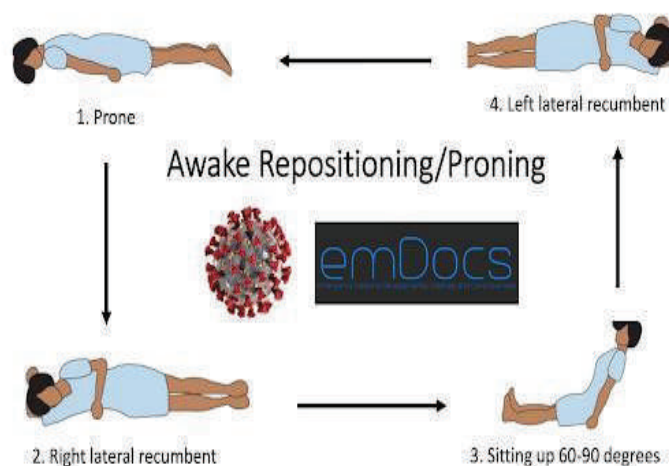 1. Prone
4. Left lateral recumbent
Awake Repositioning/Proning
emDocs
2. Right lateral recumbent
3. Sitting up 60-90 degrees